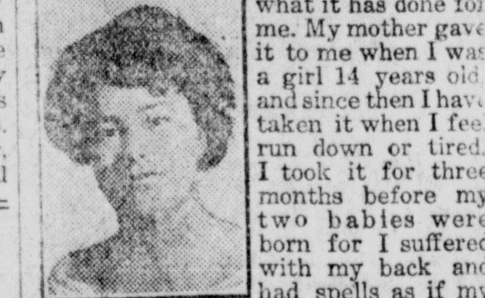 what it has done for
me. My mother gave
it to me when I was
a girl 14 years old
and since then I have
taken it when I feel
run down or tired.
I took it for three
months before my
two babies were
born for I suffered
with my back and
had spells as if my